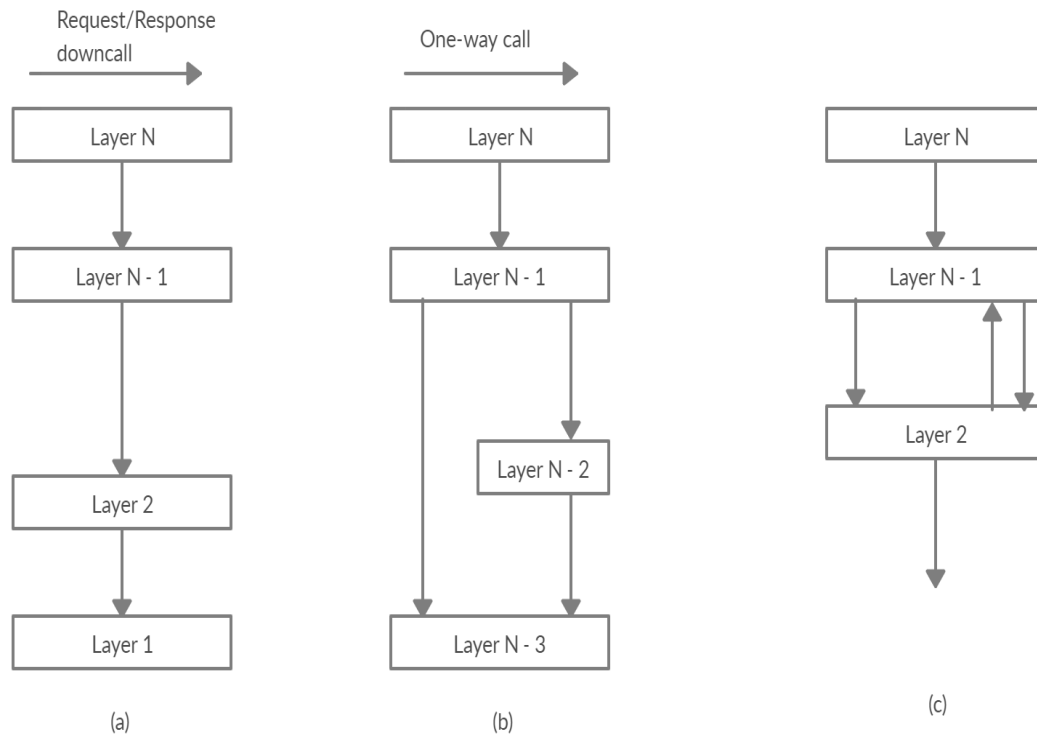 Request/Response
downcall
One-way call
Layer N
Layer N - 1
Layer 2
Layer 1
(a)
Layer N
Layer N - 1
Layer N - 2
Layer N - 3
(b)
Layer N
Layer N - 1
Layer 2
(c)